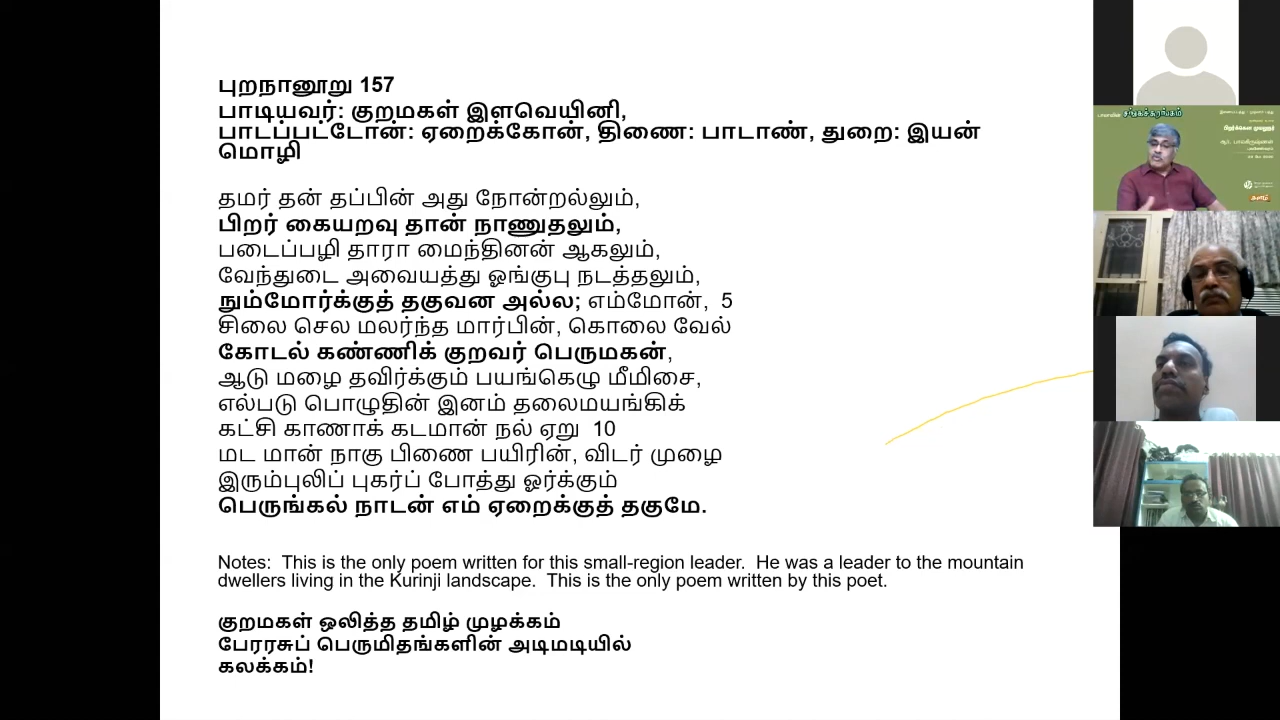 புறநானூறு 157
பாடியவர்: குறமகள் இளவெயினி,
பாடப்பட்டோன்: ஏறைக்கோன், திணை: பாடாண், துறை: இயன்
மொழி
தமர் தன் தப்பின் அது நோன்றல்லும்,
பிறர் கையறவு தான் நாணுதலும்,
படைப்பழி தாரா மைந்தினன் ஆகலும்,
வேந்துடை அவையத்து ஓங்குபு நடத்தலும்,
நும்மோர்க்குத் தகுவன அல்ல; எம்மோன், 5
சிலை செல மலர்ந்த மார்பின், கொலை வேல்
கோடல் கண்ணிக் குறவர் பெருமகன்,
ஆடு மழை தவிர்க்கும் பயங்கெழு மீமிசை,
எல்படு பொழுதின் இனம் தலைமயங்கிக்
கட்சி காணாக் கடமான் நல் ஏறு 10
மட மான் நாகு பிணை பயிரின், விடர் முழை
இரும்புலிப் புகர்ப் போத்து ஓர்க்கும்
பெருங்கல் நாடன் எம் ஏறைக்குத் தகுமே.
Notes: This is the only poem written for this small-region leader. He was a leader to the mountain
dwellers living in the Kurinji landscape. This is the only poem written by this poet.
குறமகள் ஒலித்த தமிழ் முழக்கம்
பேரரசுப் பெருமிதங்களின் அடிமடியில்
கலக்கம்!